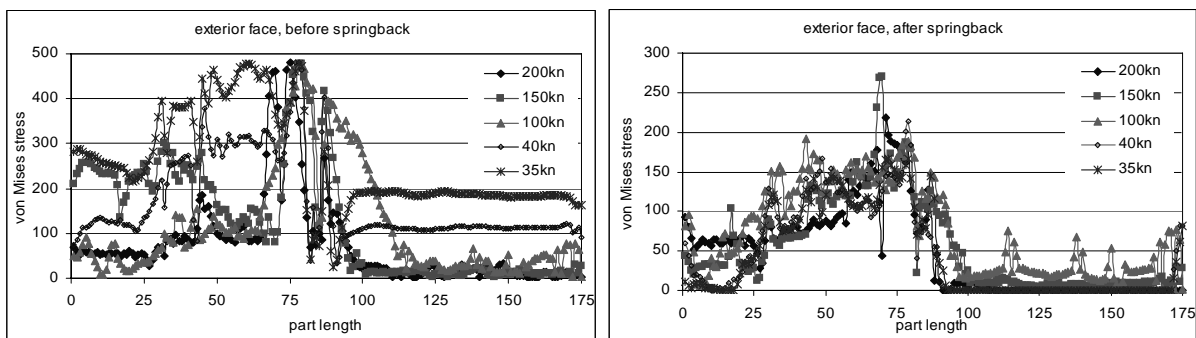 exterior face, before springback
500
400
300
200
100
0
von Mises stress
0 25 50 75 100 125 150 175
part length
200kn
150kn
100kn
40kn
35kn
exterior face, after springback
300
250
200
150
100
50
0
von Mises stress
0 25 50 75 100 125 150 175
part length
200kn
150kn
100kn
40kn
35kn